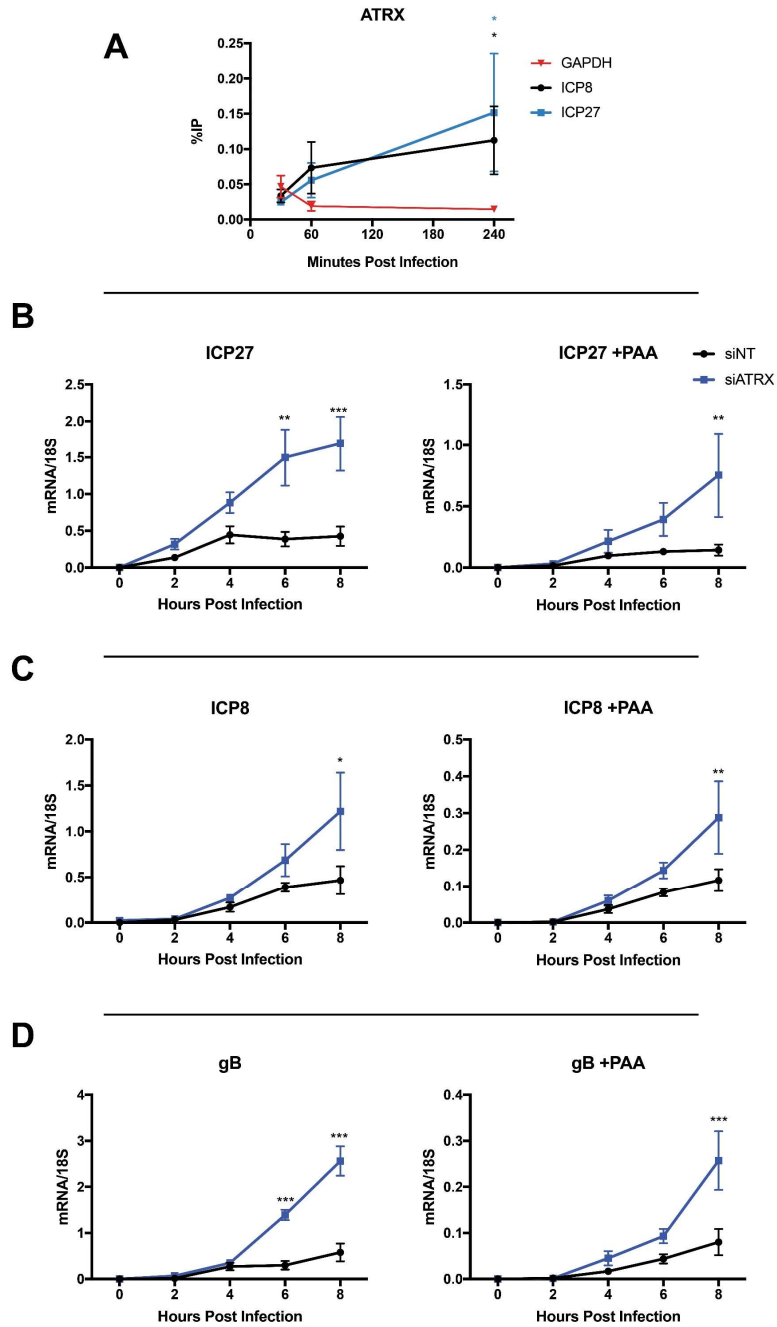 A
ATRX
*
*
0.25
0.20
0.15
0.10
0.05
0.00
%IP
0 60 120 180 240
Minutes Post Infection
GAPDH
ICP8
ICP27
B
ICP27
2.5
2.0
1.5
1.0
0.5
0.0
mRNA/18S
** ***
0 2 4 6 8
Hours Post Infection
ICP27 +PAA
1.5
1.0
0.5
0.0
mRNA/18S
**
0 2 4 6 8
Hours Post Infection
siNT
siATRX
C
ICP8
2.0
1.5
1.0
0.5
0.0
mRNA/18S
*
0 2 4 6 8
Hours Post Infection
ICP8 +PAA
0.5
0.4
0.3
0.2
0.1
0.0
mRNA/18S
**
0 2 4 6 8
Hours Post Infection
D
gB
4
3
2
1
0
mRNA/18S
*** ***
0 2 4 6 8
Hours Post Infection
gB +PAA
0.4
0.3
0.2
0.1
0.0
mRNA/18S
***
0 2 4 6 8
Hours Post Infection